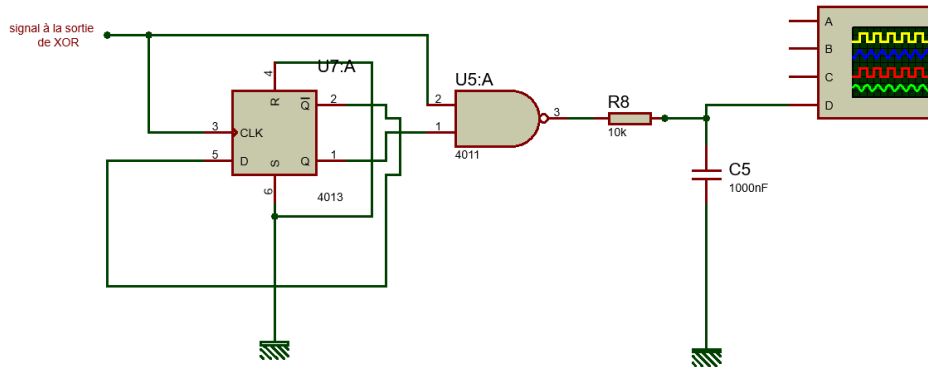 signal à la sortie
de XOR
U7:A
4
R
2
Q
3
CLK
5
D
S
Q
1
6
4013
U5:A
2
1
3
4011
R8
10k
C5
1000nF
A
B
C
D